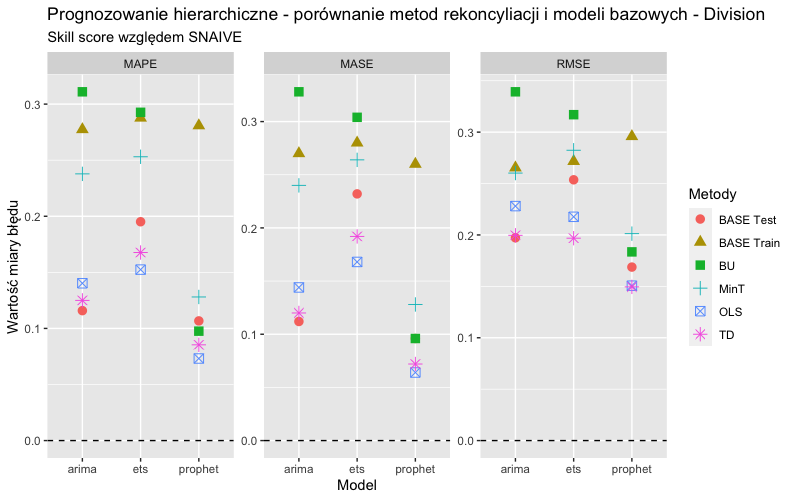 Prognozowanie hierarchiczne - porównanie metod rekoncyliacji i modeli bazowych - Division
Skill score względem SNAIVE
MAPE
MASE
RMSE
Wartość miary błędu
0.3
0.2
0.1
0.0
0.3
0.2
0.1
0.0
0.3
0.2
0.1
0.0
arima ets prophet
arima ets prophet
arima ets prophet
Model
Metody
BASE Test
BASE Train
BU
MinT
OLS
TD